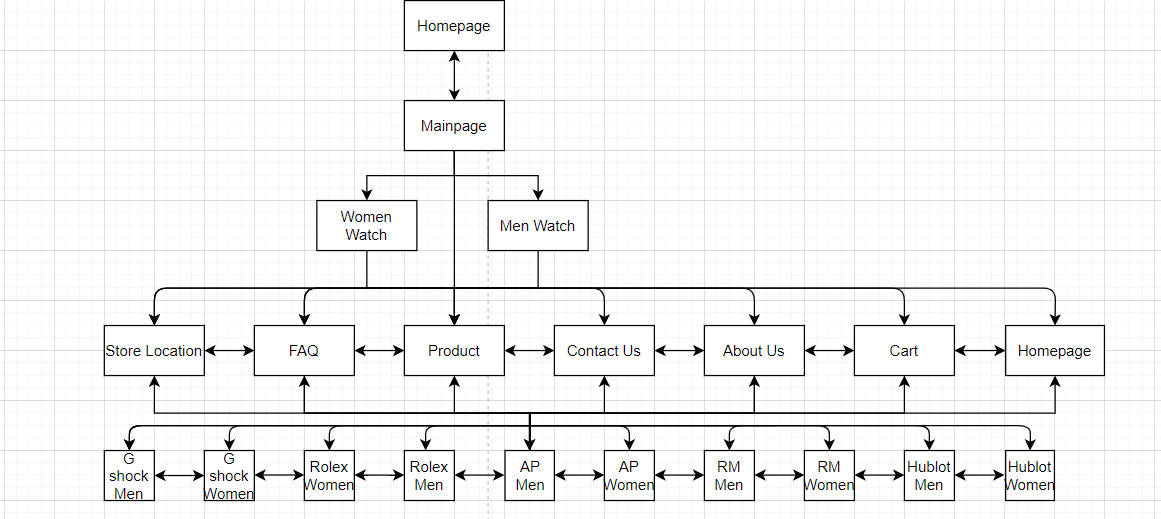 Homepage
Mainpage
Women
Watch
Men Watch
Store Location
FAQ
Product
Contact Us
About Us
Cart
Homepage
G
shock
Men
G
shock
Women
Rolex
Women
Rolex
Men
AP
Men
AP
Women
RM
Men
RM
Women
Hublot
Men
Hublot
Women